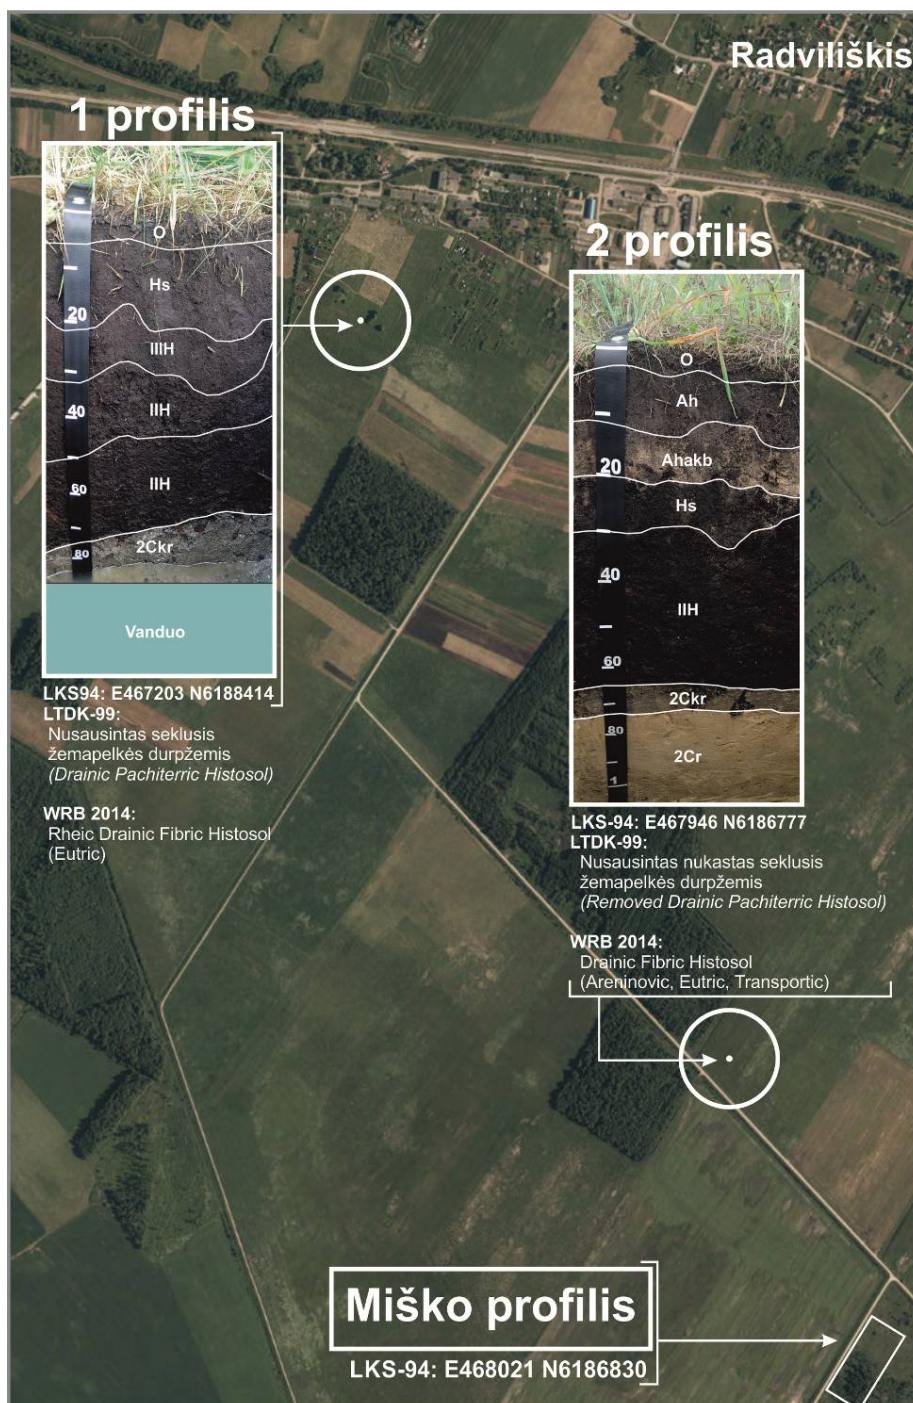 Radviliškis
1 profilis
O
Hs
20
IIIH
40
IIH
IIH
60
2Ckr
80
Vanduo
LKS94: E467203 N6188414
LTDK-99:
Nusausintas seklusis
žemapelkės durpžemis
(Drainic Pachiterric Histosol)
WRB 2014:
Rheic Drainic Fibric Histosol
(Eutric)
2 profilis
O
Ah
Ahakb
20
Hs
40
IIH
60
2Ckr
80
2Cr
1
LKS-94: E467946 N6186777
LTDK-99:
Nusausintas nukastas seklusis
žemapelkės durpžemis
(Removed Drainic Pachiterric Histosol)
WRB 2014:
Drainic Fibric Histosol
(Areninovic, Eutric, Transportic)
Miško profilis
LKS-94: E468021 N6186830